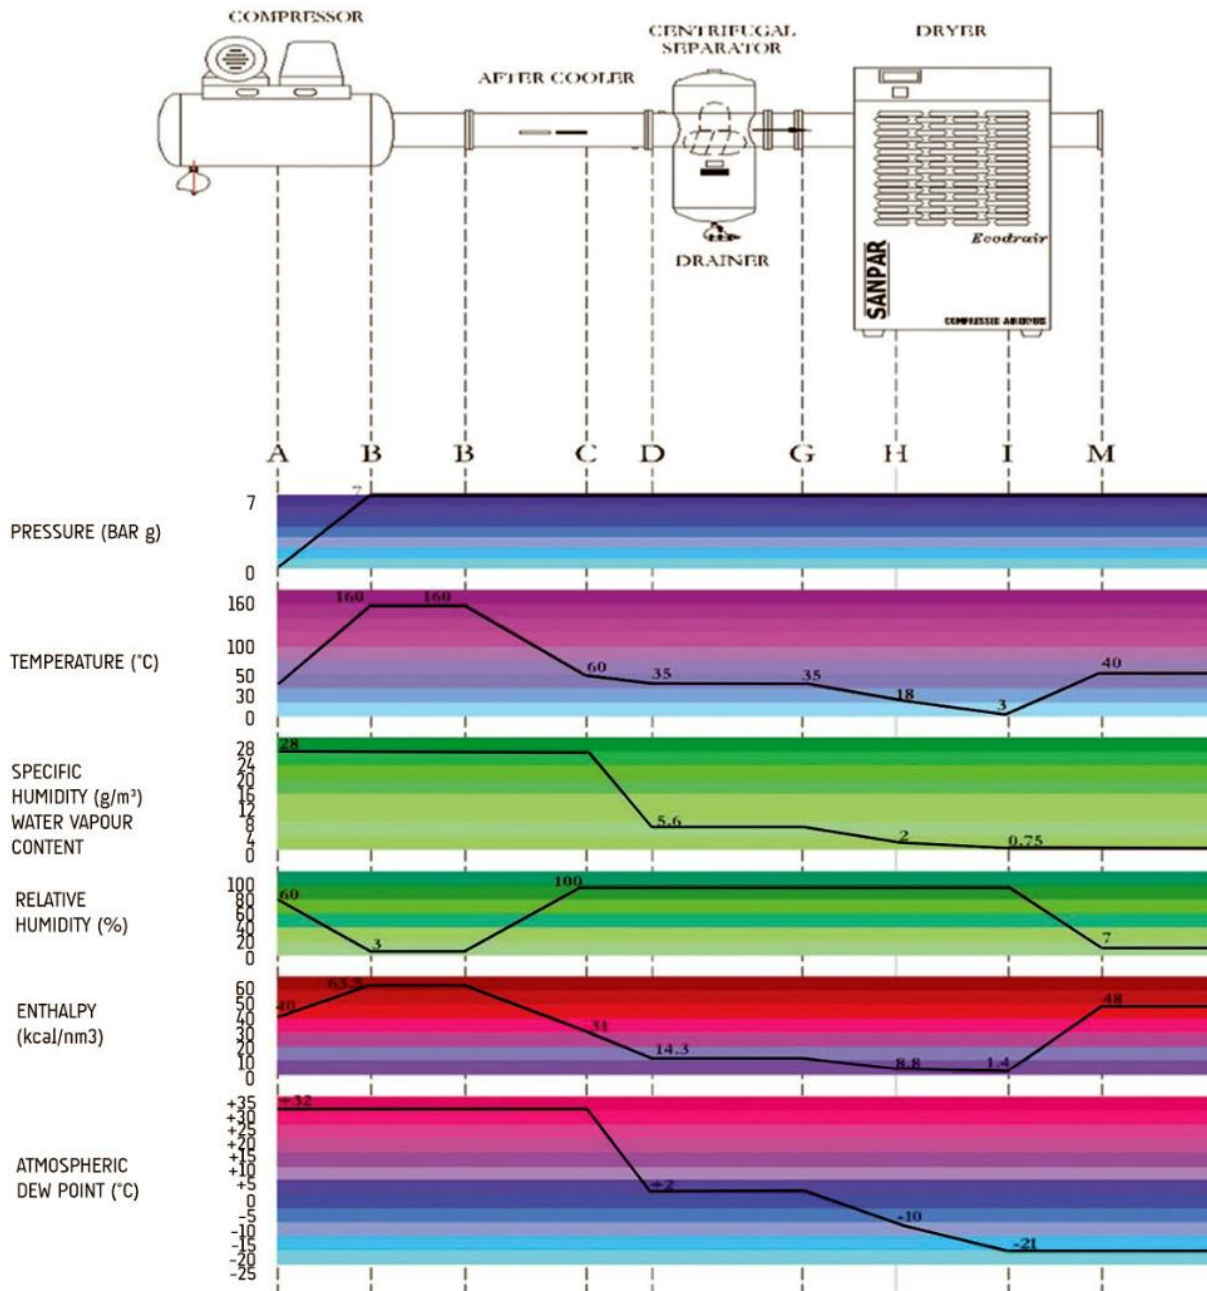 COMPRESSOR
AFTER COOLER
CENTRIFUGAL
SEPARATOR
DRYER
DRAINER
Ecodrair
SANPAR
COMPRESSED AIR DRYERS
A B B C D G H I M
PRESSURE (BAR g)
7
0
7
TEMPERATURE (°C)
160
100
50
30
0
160 160 60 35 35 18 3 40
SPECIFIC
HUMIDITY (g/m³)
WATER VAPOUR
CONTENT
28
24
20
16
12
8
4
0
28 5.6 2 0.75
RELATIVE
HUMIDITY (%)
100
80
60
40
20
0
60 3 100 7
ENTHALPY
(kcal/nm3)
60
50
40
30
20
10
0
40 63.5 31 14.3 8.8 1.4 48
ATMOSPHERIC
DEW POINT (°C)
+35
+30
+25
+20
+15
+10
+5
0
-5
-10
-15
-20
-25
+32 +2 -10 -21